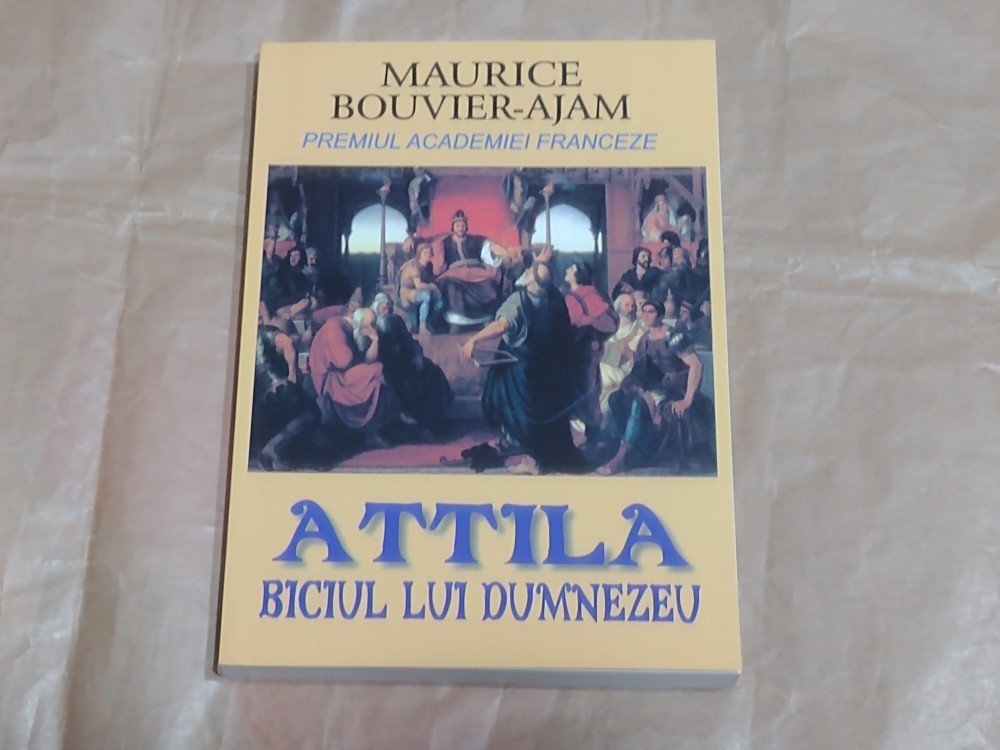 MAURICE
BOUVIER-AJAM
PREMIUL ACADEMIEI FRANCEZE
ATTILA
BICIUL LUI DUMNEZEU